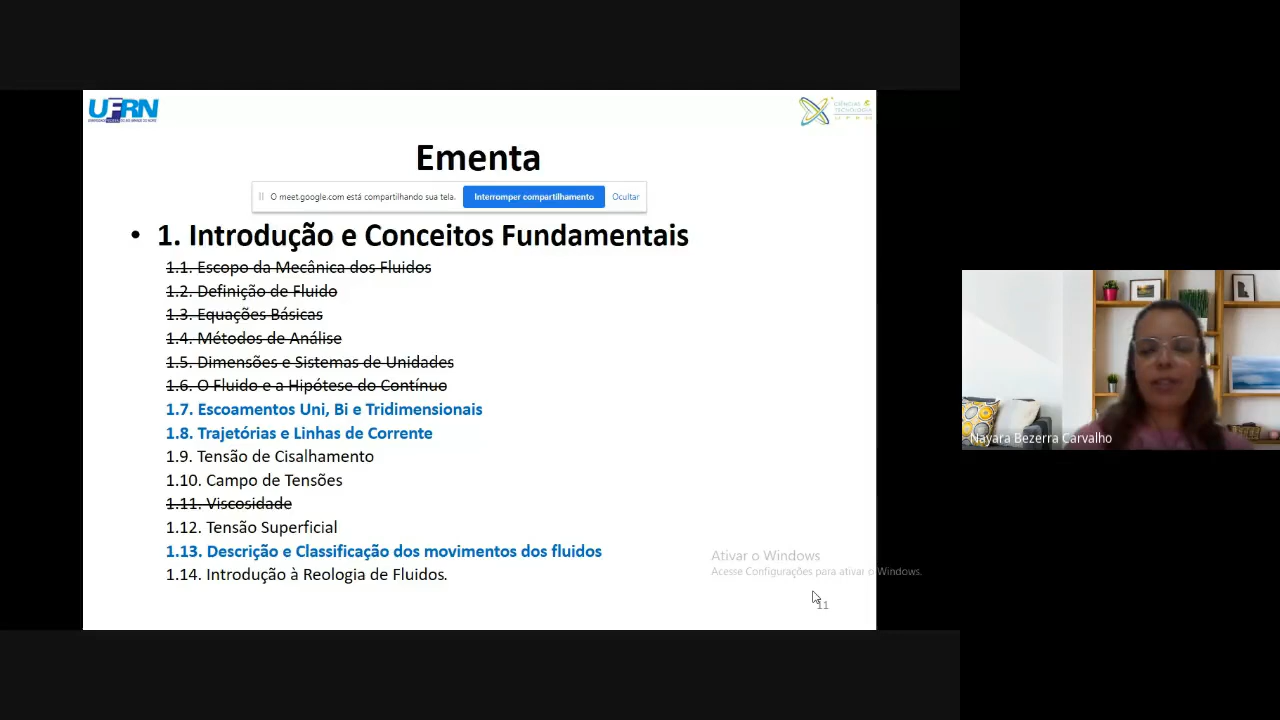 UFRN
CIÊNCIAS
TECNOLOGIA
UFRN
Ementa
O meet.google.com está compartilhando sua tela. Interromper compartilhamento Ocultar
• 1. Introdução e Conceitos Fundamentais
1.1. Escopo da Mecânica dos Fluidos
1.2. Definição de Fluido
1.3. Equações Básicas
1.4. Métodos de Análise
1.5. Dimensões e Sistemas de Unidades
1.6. O Fluido e a Hipótese do Contínuo
1.7. Escoamentos Uni, Bi e Tridimensionais
1.8. Trajetórias e Linhas de Corrente
1.9. Tensão de Cisalhamento
1.10. Campo de Tensões
1.11. Viscosidade
1.12. Tensão Superficial
1.13. Descrição e Classificação dos movimentos dos fluidos
1.14. Introdução à Reologia de Fluidos.
Ativar o Windows
Acesse Configurações para ativar o Windows.
11
Nayara Bezerra Carvalho